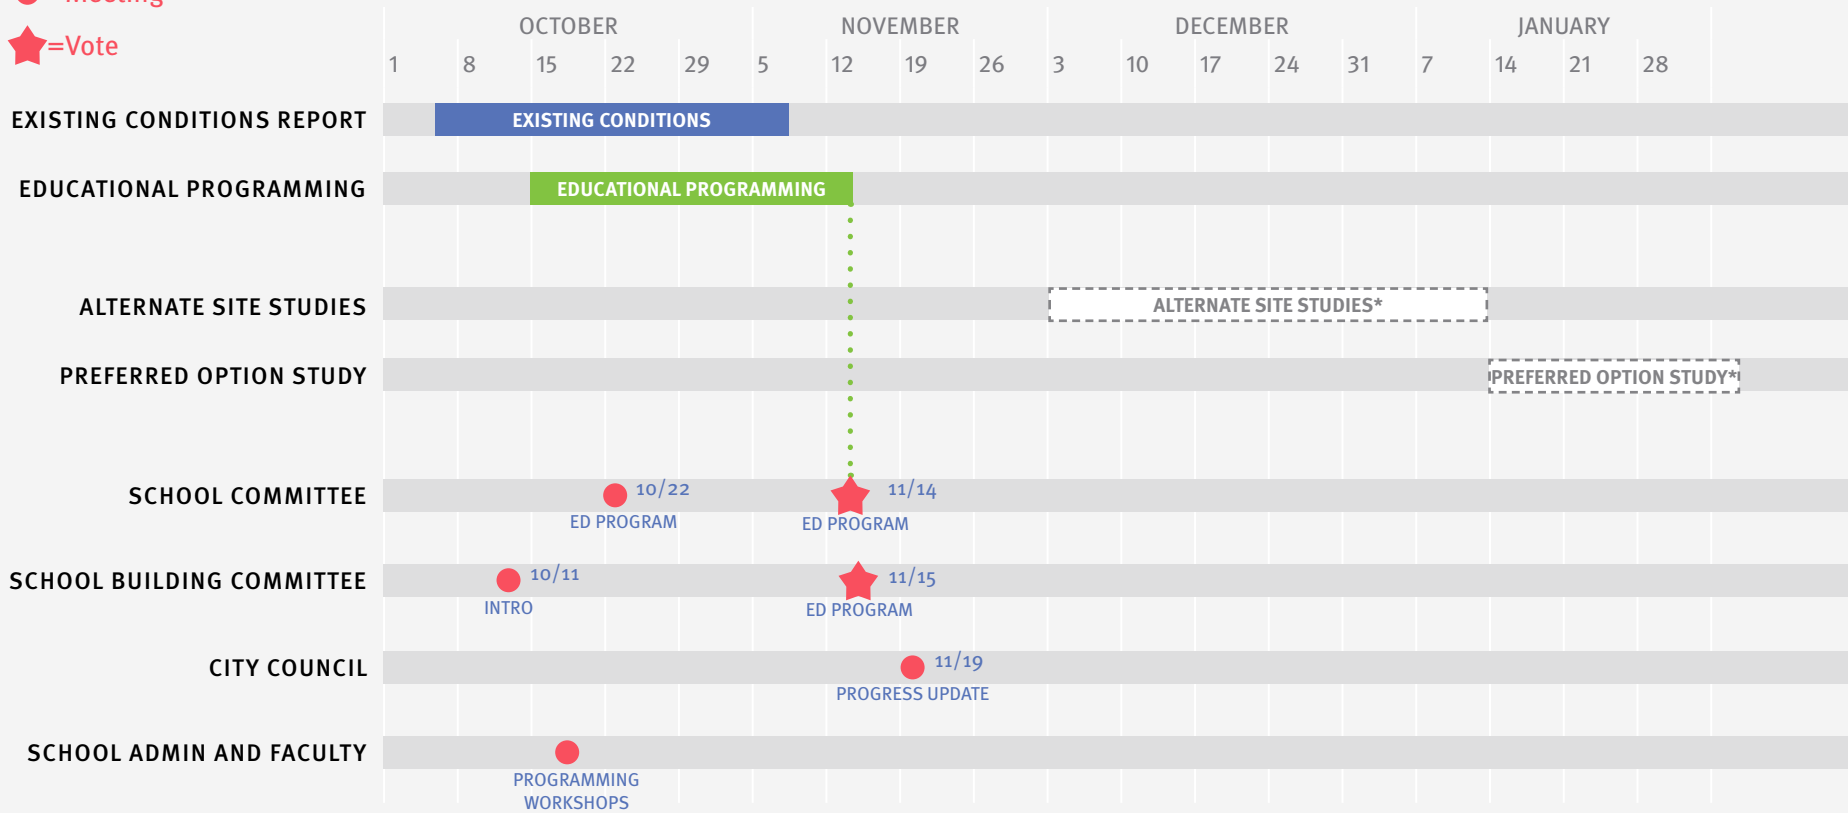 =Meeting
=Vote
OCTOBER NOVEMBER DECEMBER JANUARY
1 8 15 22 29 5 12 19 26 3 10 17 24 31 7 14 21 28
EXISTING CONDITIONS REPORT
EXISTING CONDITIONS
EDUCATIONAL PROGRAMMING
EDUCATIONAL PROGRAMMING
ALTERNATE SITE STUDIES
ALTERNATE SITE STUDIES*
PREFERRED OPTION STUDY
PREFERRED OPTION STUDY*
SCHOOL COMMITTEE
10/22
11/14
ED PROGRAM
ED PROGRAM
SCHOOL BUILDING COMMITTEE
10/11
11/15
INTRO
ED PROGRAM
CITY COUNCIL
11/19
PROGRESS UPDATE
SCHOOL ADMIN AND FACULTY
PROGRAMMING
WORKSHOPS